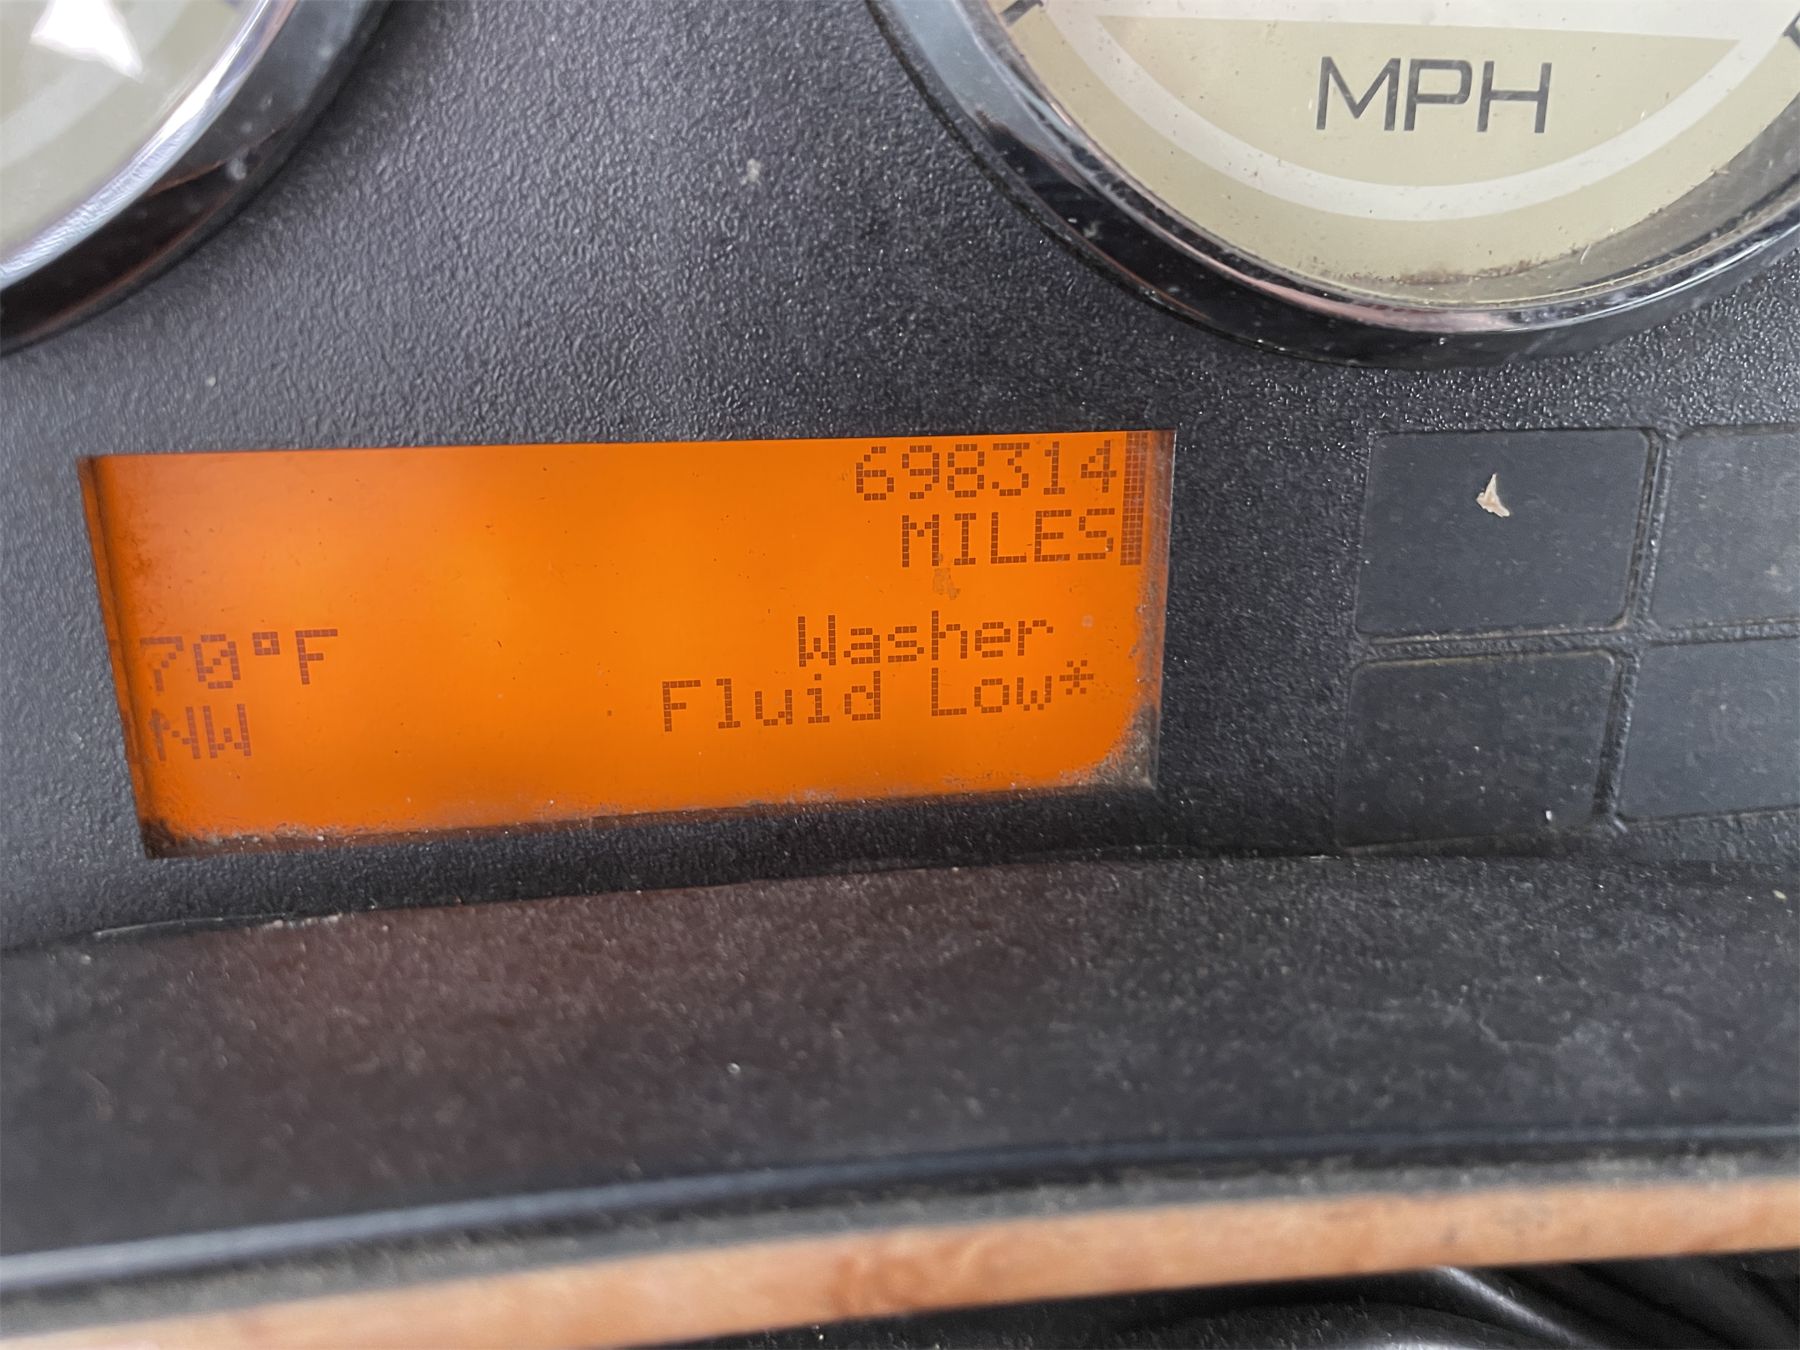 MPH
698314
MILES
Washer
70°F
Fluid Low*
NW